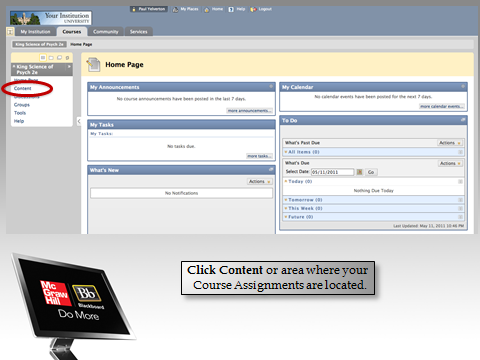 Your Institution
UNIVERSITY
Paul Yelverton My Places Home Help Logout
My Institution Courses Community Services
King Science of Psych 2e Home Page
King Science of
Psych 2e
Home Page
Content
Discussions
Groups
Tools
Help
Home Page
My Announcements
No course announcements have been posted in the last 7 days.
more announcements...
My Tasks
My Tasks:
No tasks due.
more tasks...
What's New
Actions
No Notifications
My Calendar
No calendar events have been posted for the next 7 days.
more calendar events...
To Do
What's Past Due
Actions
All Items (0)
What's Due
Actions
Select Date: 05/11/2011 Go
Today (0)
Nothing Due Today
Tomorrow (0)
This Week (0)
Future (0)
Last Updated: May 11, 2011 10:46 PM
Click Content or area where your
Course Assignments are located.
Mc
Graw
Hill
Bb
Blackboard
Do More